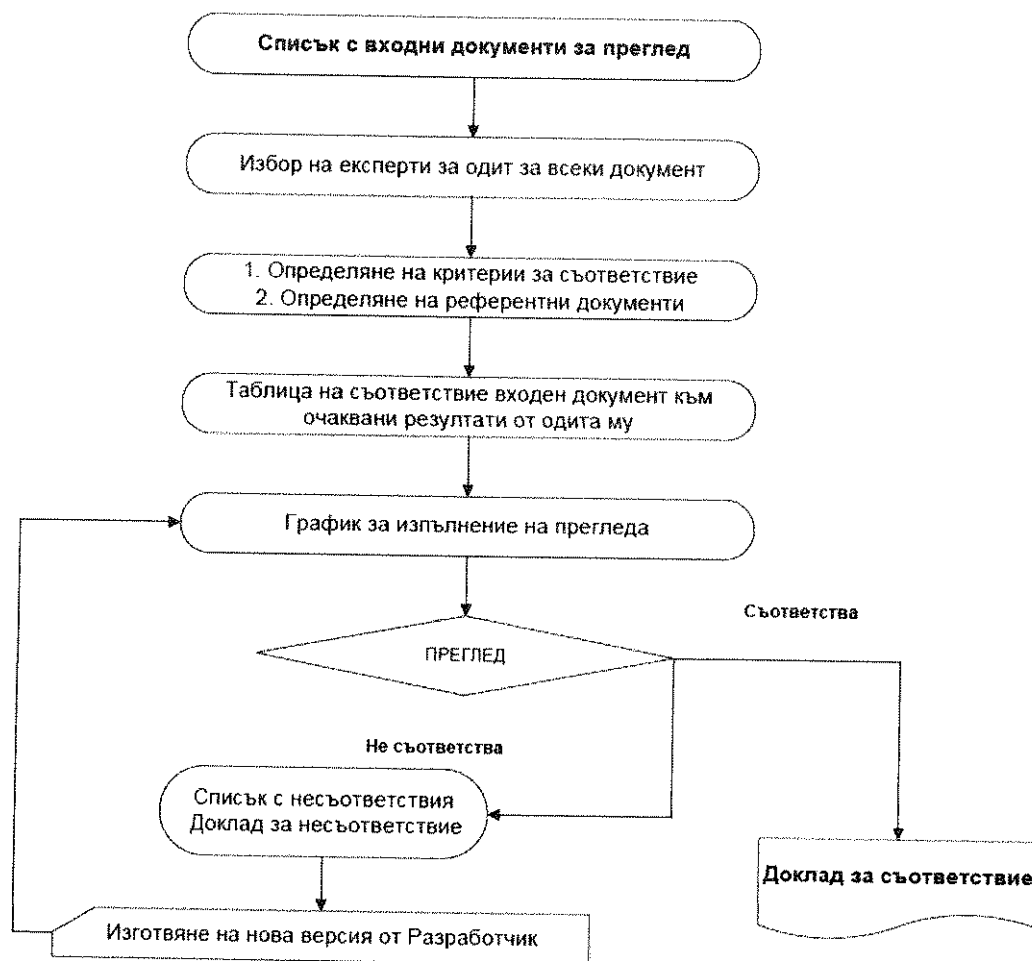 Списък с входни документи за преглед
Избор на експерти за одит за всеки документ
1. Определяне на критерии за съответствие
2. Определяне на референтни документи
Таблица на съответствие входен документ към
очаквани резултати от одита му
График за изпълнение на прегледа
Съответства
ПРЕГЛЕД
Не съответства
Списък с несъответствия
Доклад за несъответствие
Доклад за съответствие
Изготвяне на нова версия от Разработчик